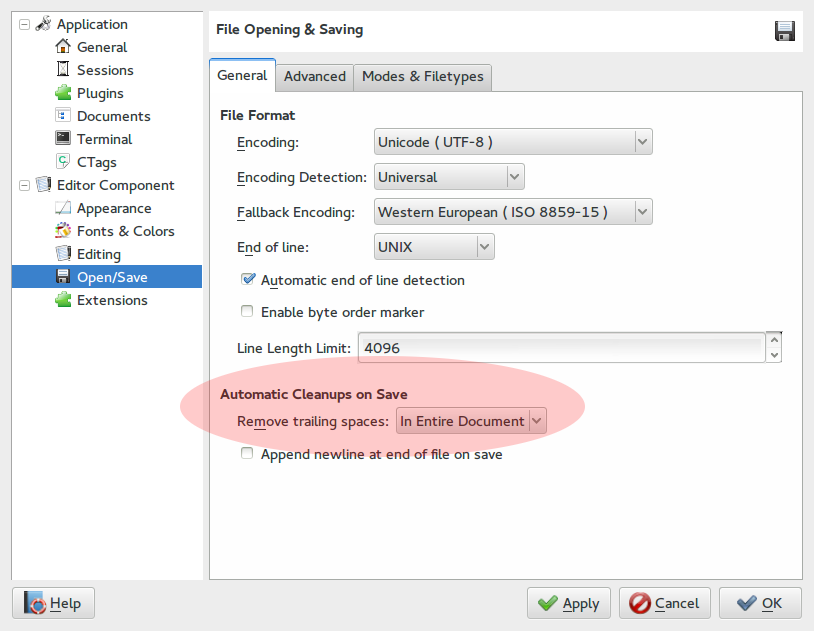 Application
General
Sessions
Plugins
Documents
Terminal
CTags
Editor Component
Appearance
Fonts & Colors
Editing
Open/Save
Extensions
File Opening & Saving
General Advanced Modes & Filetypes
File Format
Encoding: Unicode ( UTF-8 )
Encoding Detection: Universal
Fallback Encoding: Western European ( ISO 8859-15 )
End of line: UNIX
Automatic end of line detection
Enable byte order marker
Line Length Limit: 4096
Automatic Cleanups on Save
Remove trailing spaces: In Entire Document
Append newline at end of file on save
Help Apply Cancel OK